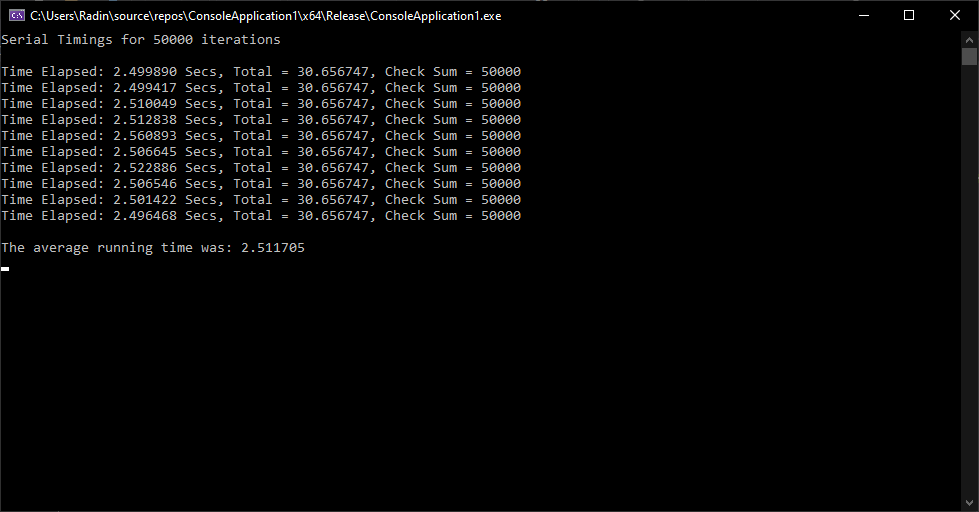 C:\Users\Radin\source\repos\ConsoleApplication1\x64\Release\ConsoleApplication1.exe
Serial Timings for 50000 iterations
Time Elapsed: 2.499890 Secs, Total = 30.656747, Check Sum = 50000
Time Elapsed: 2.499417 Secs, Total = 30.656747, Check Sum = 50000
Time Elapsed: 2.510049 Secs, Total = 30.656747, Check Sum = 50000
Time Elapsed: 2.512838 Secs, Total = 30.656747, Check Sum = 50000
Time Elapsed: 2.560893 Secs, Total = 30.656747, Check Sum = 50000
Time Elapsed: 2.506645 Secs, Total = 30.656747, Check Sum = 50000
Time Elapsed: 2.522886 Secs, Total = 30.656747, Check Sum = 50000
Time Elapsed: 2.506546 Secs, Total = 30.656747, Check Sum = 50000
Time Elapsed: 2.501422 Secs, Total = 30.656747, Check Sum = 50000
Time Elapsed: 2.496468 Secs, Total = 30.656747, Check Sum = 50000
The average running time was: 2.511705